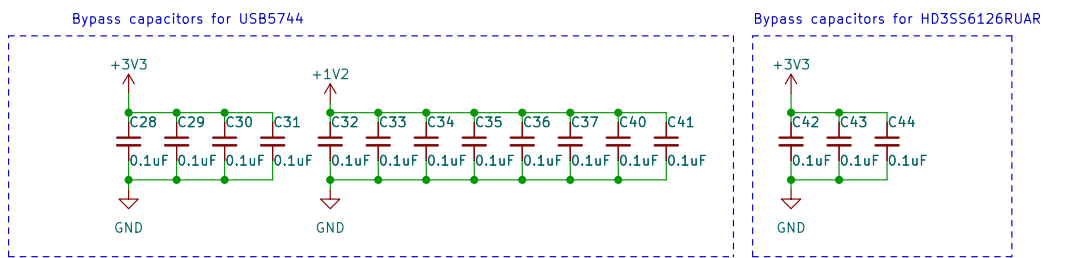 Bypass capacitors for USB5744
Bypass capacitors for HD3SS6126RUAR
+3V3
+1V2
+3V3
C28 C29 C30 C31 C32 C33 C34 C35 C36 C37 C40 C41 C42 C43 C44
0.1uF 0.1uF 0.1uF 0.1uF 0.1uF 0.1uF 0.1uF 0.1uF 0.1uF 0.1uF 0.1uF 0.1uF 0.1uF 0.1uF 0.1uF
GND GND GND